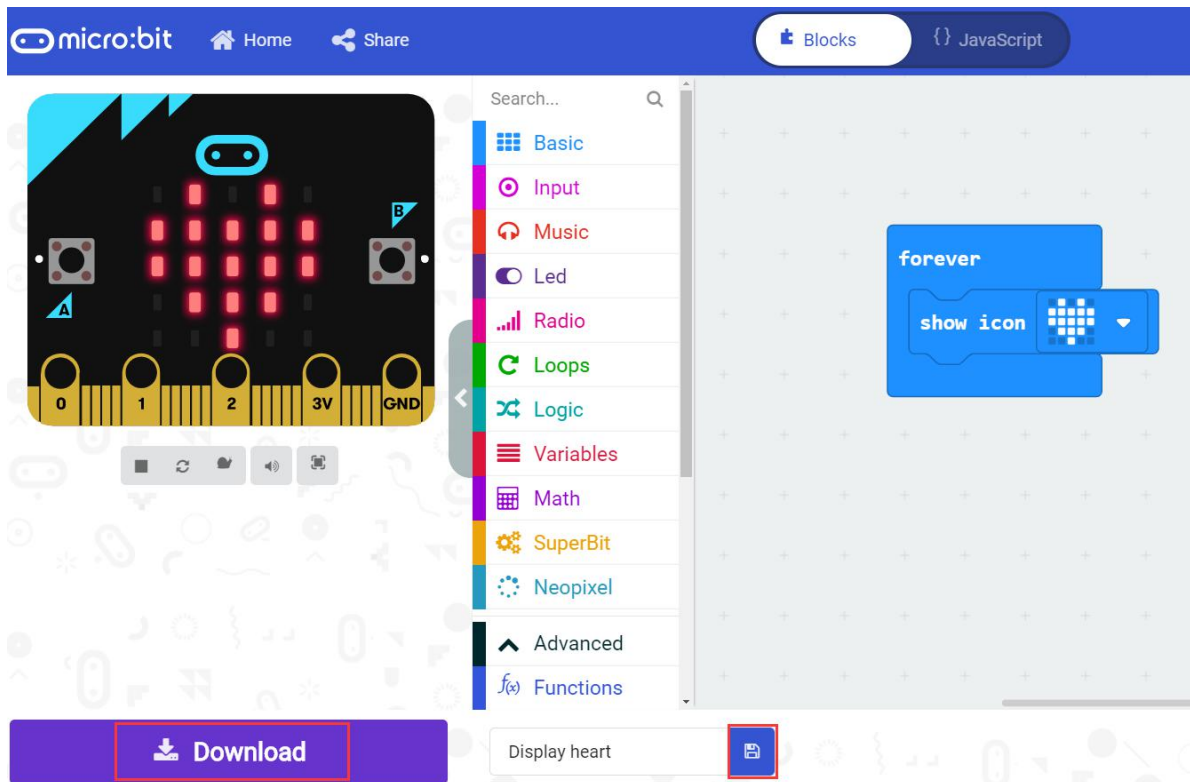 micro:bit
Home
Share
Blocks
{} JavaScript
A
B
0
1
2
3V
GND
Search...
Basic
Input
Music
Led
Radio
Loops
Logic
Variables
Math
SuperBit
Neopixel
Advanced
f(x) Functions
forever
show icon
Download
Display heart